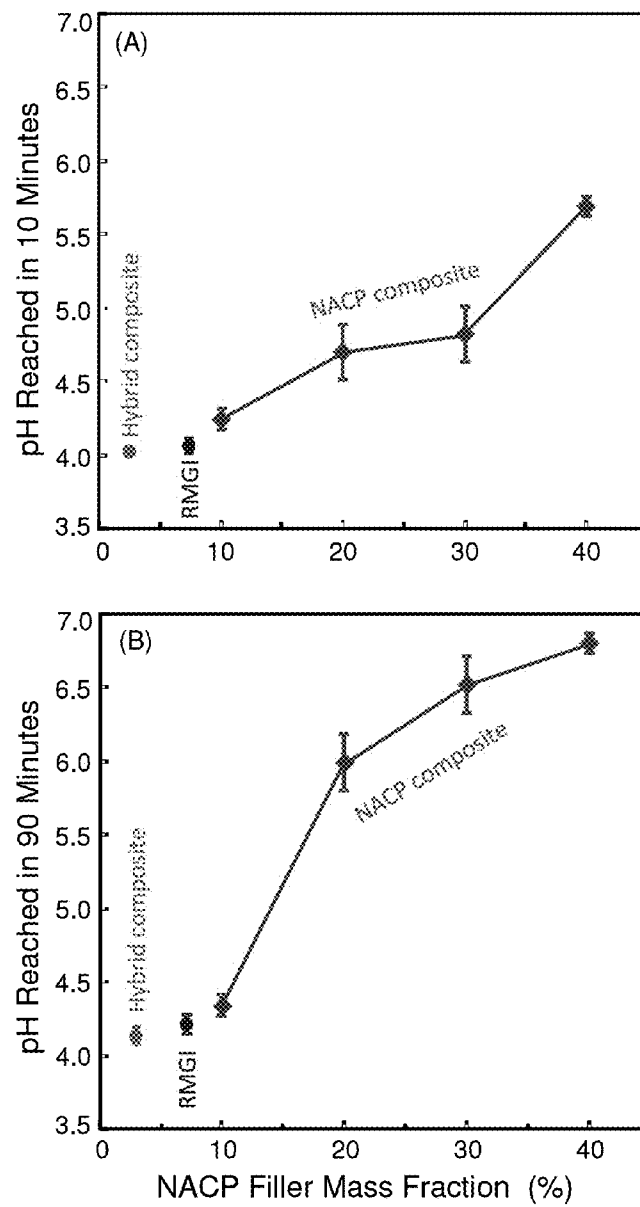 7.0
(A)
6.5
6.0
5.5
5.0
4.5
4.0
3.5
pH Reached in 10 Minutes
Hybrid composite
RMGI
NACP composite
0 10 20 30 40
7.0
(B)
6.5
6.0
5.5
5.0
4.5
4.0
3.5
pH Reached in 90 Minutes
Hybrid composite
RMGI
NACP composite
0 10 20 30 40
NACP Filler Mass Fraction (%)